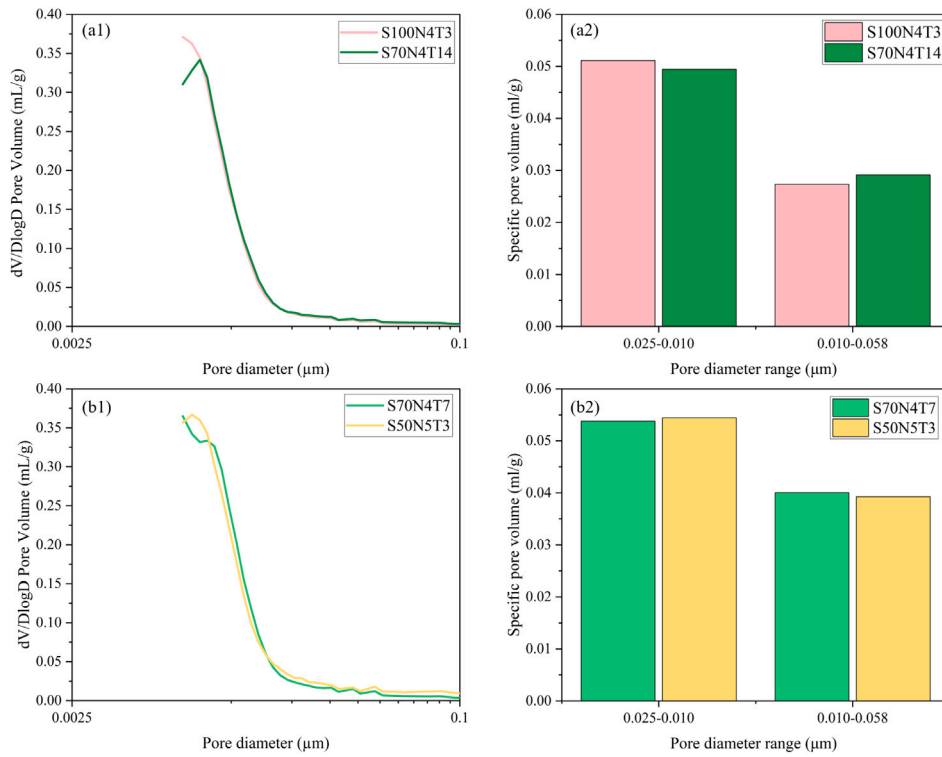 (a1)
S100N4T3
S70N4T14
dV/DlogD Pore Volume (mL/g)
0.40
0.35
0.30
0.25
0.20
0.15
0.10
0.05
0.00
0.0025
0.1
Pore diameter (μm)
(a2)
S100N4T3
S70N4T14
Specific pore volume (ml/g)
0.06
0.05
0.04
0.03
0.01
0.00
0.025-0.010
0.010-0.058
Pore diameter range (μm)
(b1)
S70N4T7
S50N5T3
dV/DlogD Pore Volume (mL/g)
0.40
0.35
0.30
0.25
0.20
0.15
0.10
0.05
0.00
0.0025
0.1
Pore diameter (μm)
(b2)
S70N4T7
S50N5T3
Specific pore volume (ml/g)
0.06
0.05
0.04
0.03
0.01
0.00
0.025-0.010
0.010-0.058
Pore diameter range (μm)